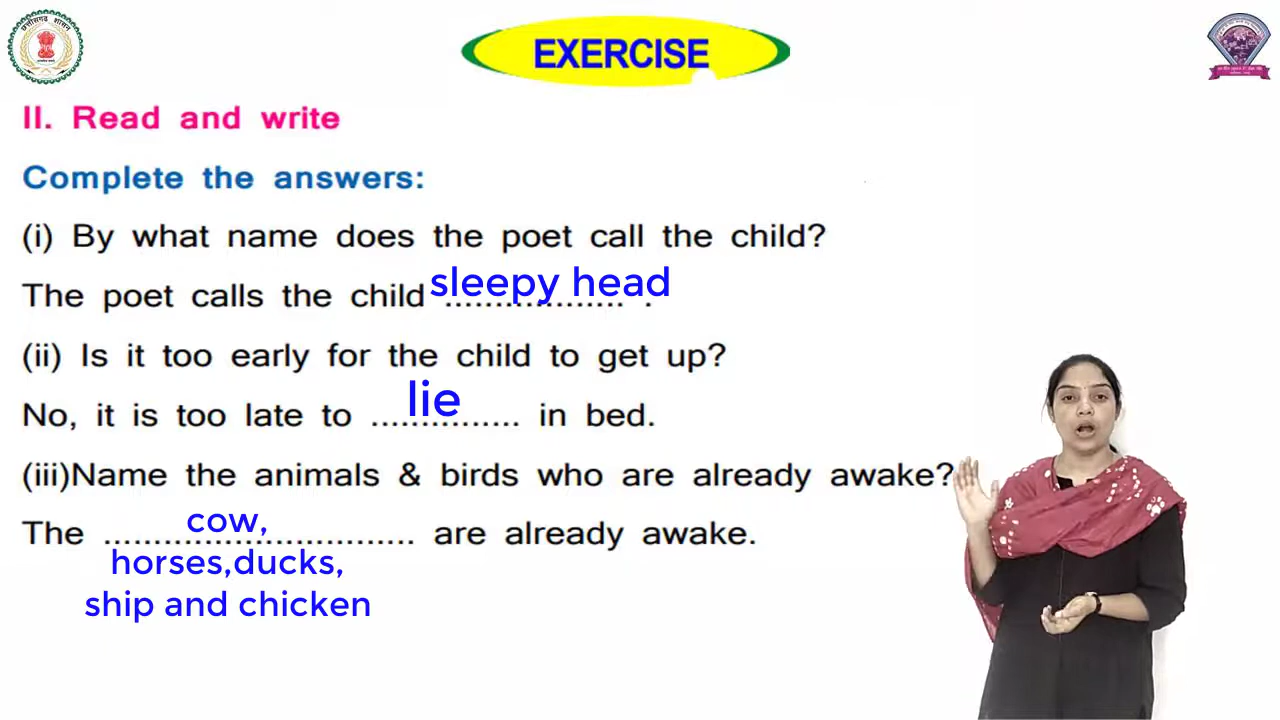 छत्तीसगढ़ शासन
EXERCISE
II. Read and write
Complete the answers:
(i) By what name does the poet call the child?
The poet calls the child sleepy head .
(ii) Is it too early for the child to get up?
No, it is too late to lie in bed.
(iii)Name the animals & birds who are already awake?
The cow, are already awake.
horses,ducks,
ship and chicken